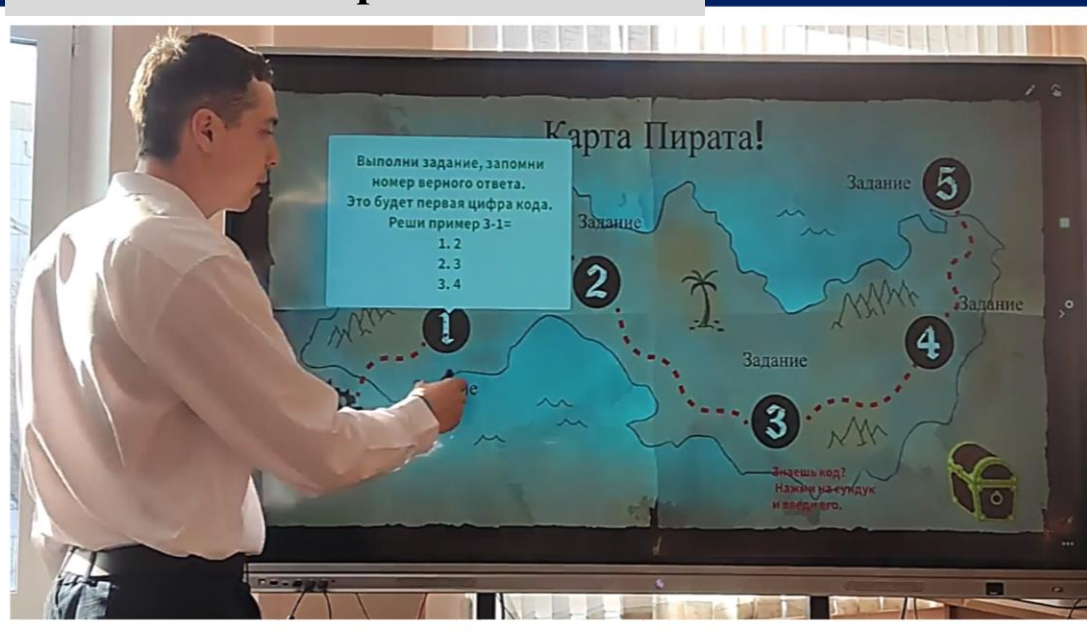 Карта Пирата!
Выполни задание, запомни
номер верного ответа.
Это будет первая цифра кода.
Реши пример 3-1=
1. 2
2. 3
3. 4
Задание
5
Задание
2
1
Задание
4
Задание
3
Знаешь код?
Нажми на сундук
и введи его.